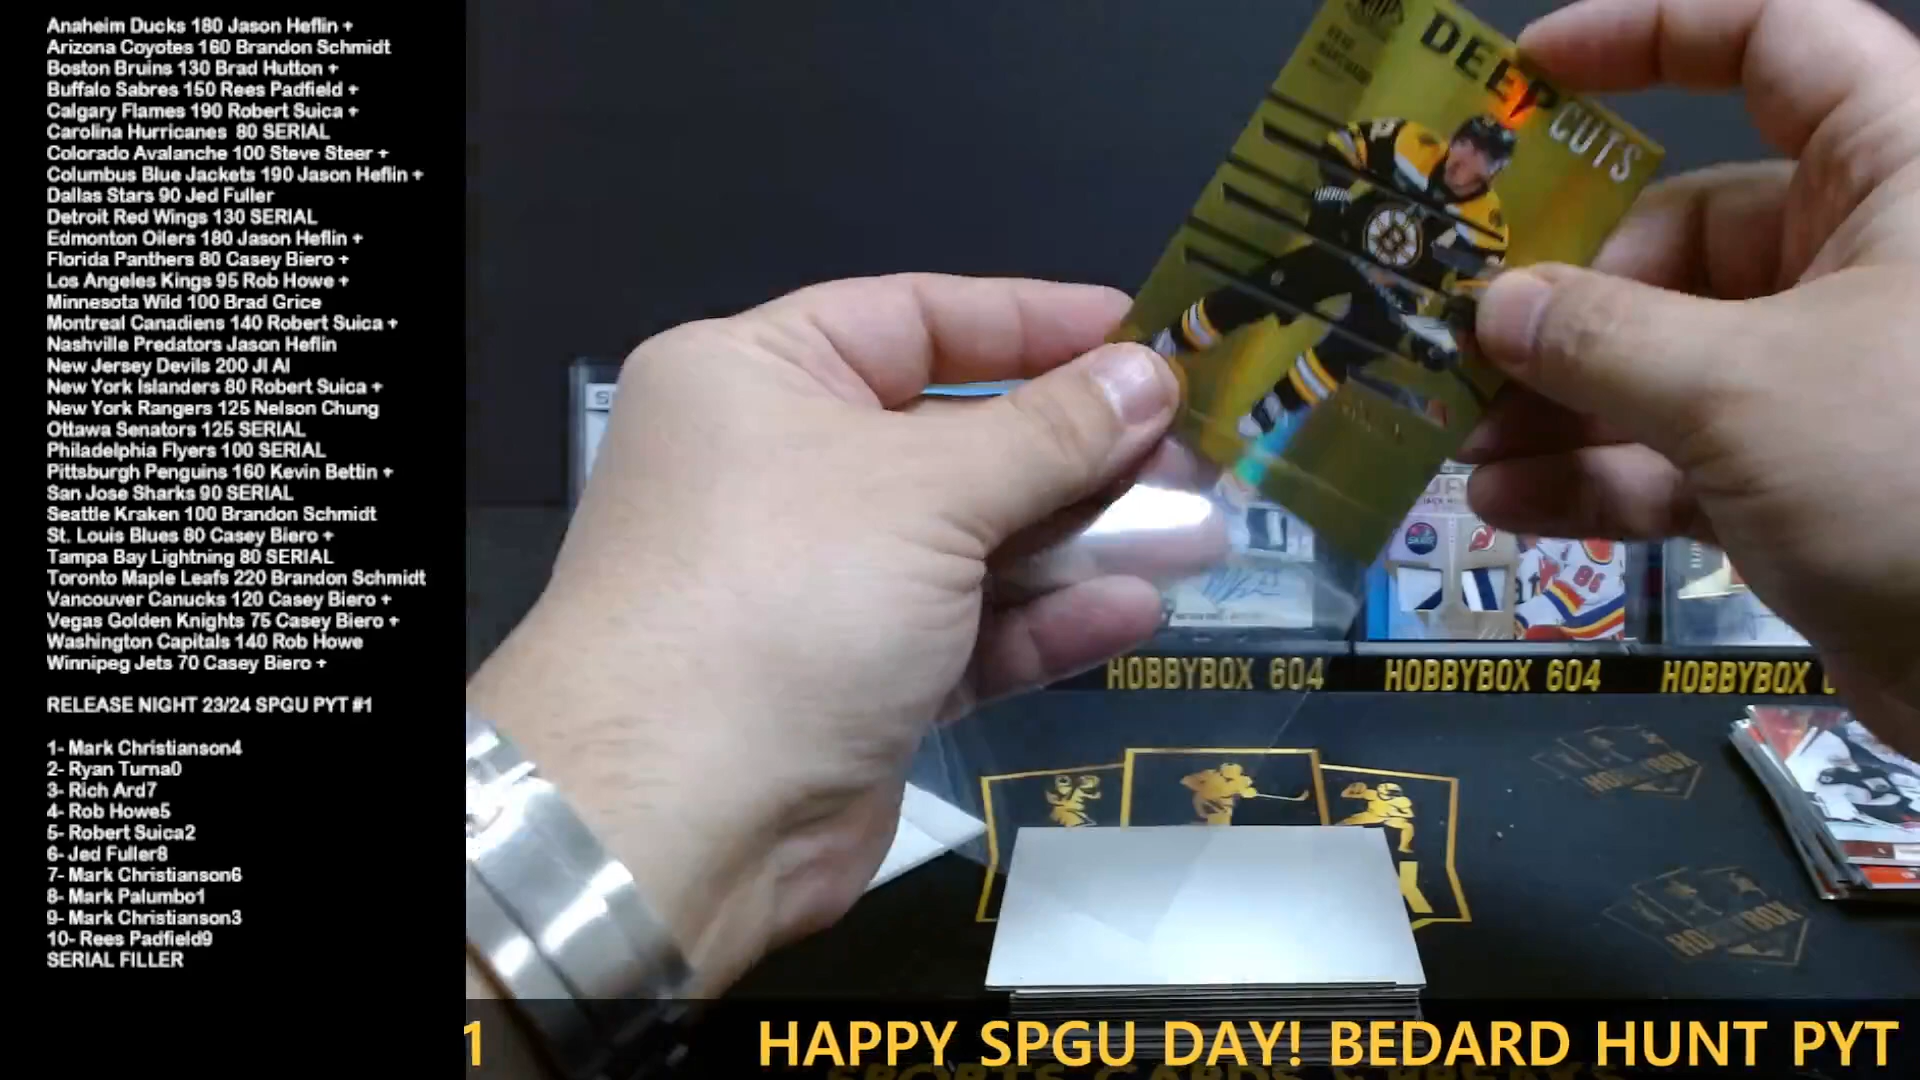 Anaheim Ducks 180 Jason Heflin +
Arizona Coyotes 160 Brandon Schmidt
Boston Bruins 130 Brad Hutton +
Buffalo Sabres 150 Rees Padfield +
Calgary Flames 190 Robert Suica +
Carolina Hurricanes  80 SERIAL
Colorado Avalanche 100 Steve Steer +
Columbus Blue Jackets 190 Jason Heflin +
Dallas Stars 90 Jed Fuller
Detroit Red Wings 130 SERIAL
Edmonton Oilers 180 Jason Heflin +
Florida Panthers 80 Casey Biero +
Los Angeles Kings 95 Rob Howe +
Minnesota Wild 100 Brad Grice
Montreal Canadiens 140 Robert Suica +
Nashville Predators Jason Heflin
New Jersey Devils 200 JI AI
New York Islanders 80 Robert Suica +
New York Rangers 125 Nelson Chung
Ottawa Senators 125 SERIAL
Philadelphia Flyers 100 SERIAL
Pittsburgh Penguins 160 Kevin Bettin +
San Jose Sharks 90 SERIAL
Seattle Kraken 100 Brandon Schmidt
St. Louis Blues 80 Casey Biero +
Tampa Bay Lightning 80 SERIAL
Toronto Maple Leafs 220 Brandon Schmidt
Vancouver Canucks 120 Casey Biero +
Vegas Golden Knights 75 Casey Biero +
Washington Capitals 140 Rob Howe
Winnipeg Jets 70 Casey Biero +
RELEASE NIGHT 23/24 SPGU PYT #1
1- Mark Christianson4
2- Ryan Turna0
3- Rich Ard7
4- Rob Howe5
5- Robert Suica2
6- Jed Fuller8
7- Mark Christianson6
8- Mark Palumbo1
9- Mark Christianson3
10- Rees Padfield9
SERIAL FILLER
DEEP CUTS
BRAD MARCHAND
B
86
HOBBYBOX 604
HOBBYBOX 604
HOBBYBOX
HOBBYBOX
HOBBYBOX
1 HAPPY SPGU DAY! BEDARD HUNT PYT